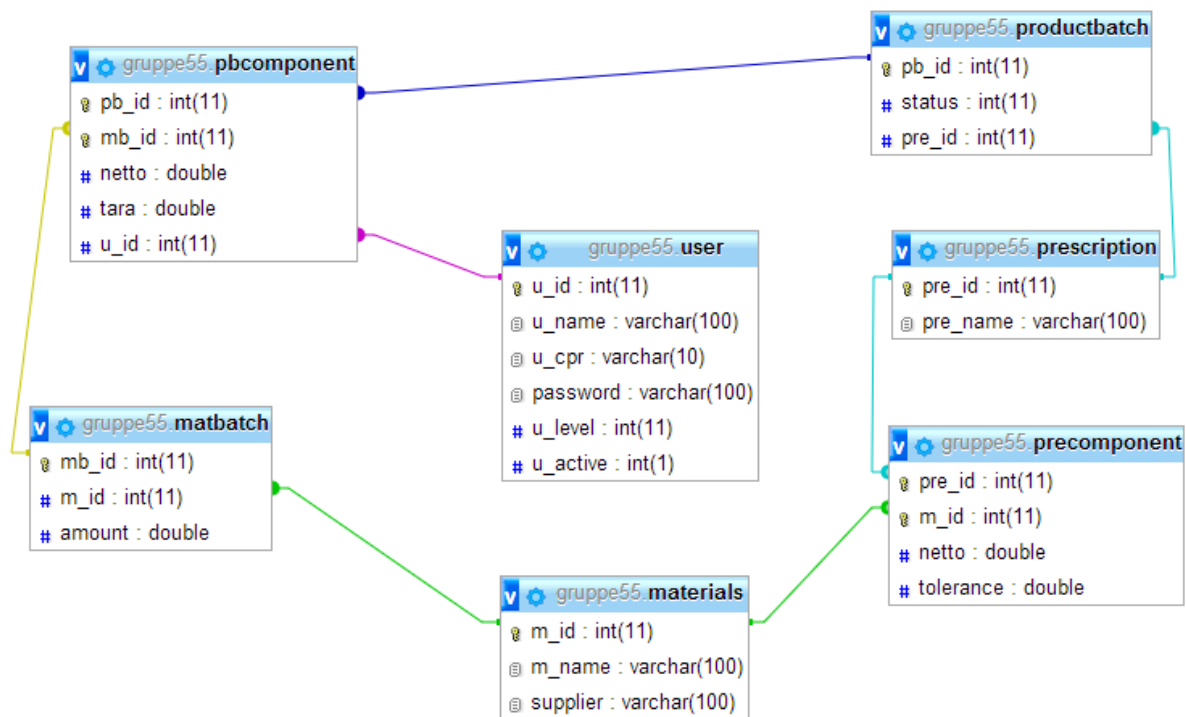 v gruppe55.pbcomponent
pb_id : int(11)
mb_id : int(11)
# netto : double
# tara : double
# u_id : int(11)
v gruppe55.productbatch
pb_id : int(11)
# status : int(11)
# pre_id : int(11)
v gruppe55.user
u_id : int(11)
u_name : varchar(100)
u_cpr : varchar(10)
password : varchar(100)
# u_level : int(11)
# u_active : int(1)
v gruppe55.prescription
pre_id : int(11)
pre_name : varchar(100)
v gruppe55.matbatch
mb_id : int(11)
# m_id : int(11)
# amount : double
v gruppe55.precomponent
pre_id : int(11)
m_id : int(11)
# netto : double
# tolerance : double
v gruppe55.materials
m_id : int(11)
m_name : varchar(100)
supplier : varchar(100)